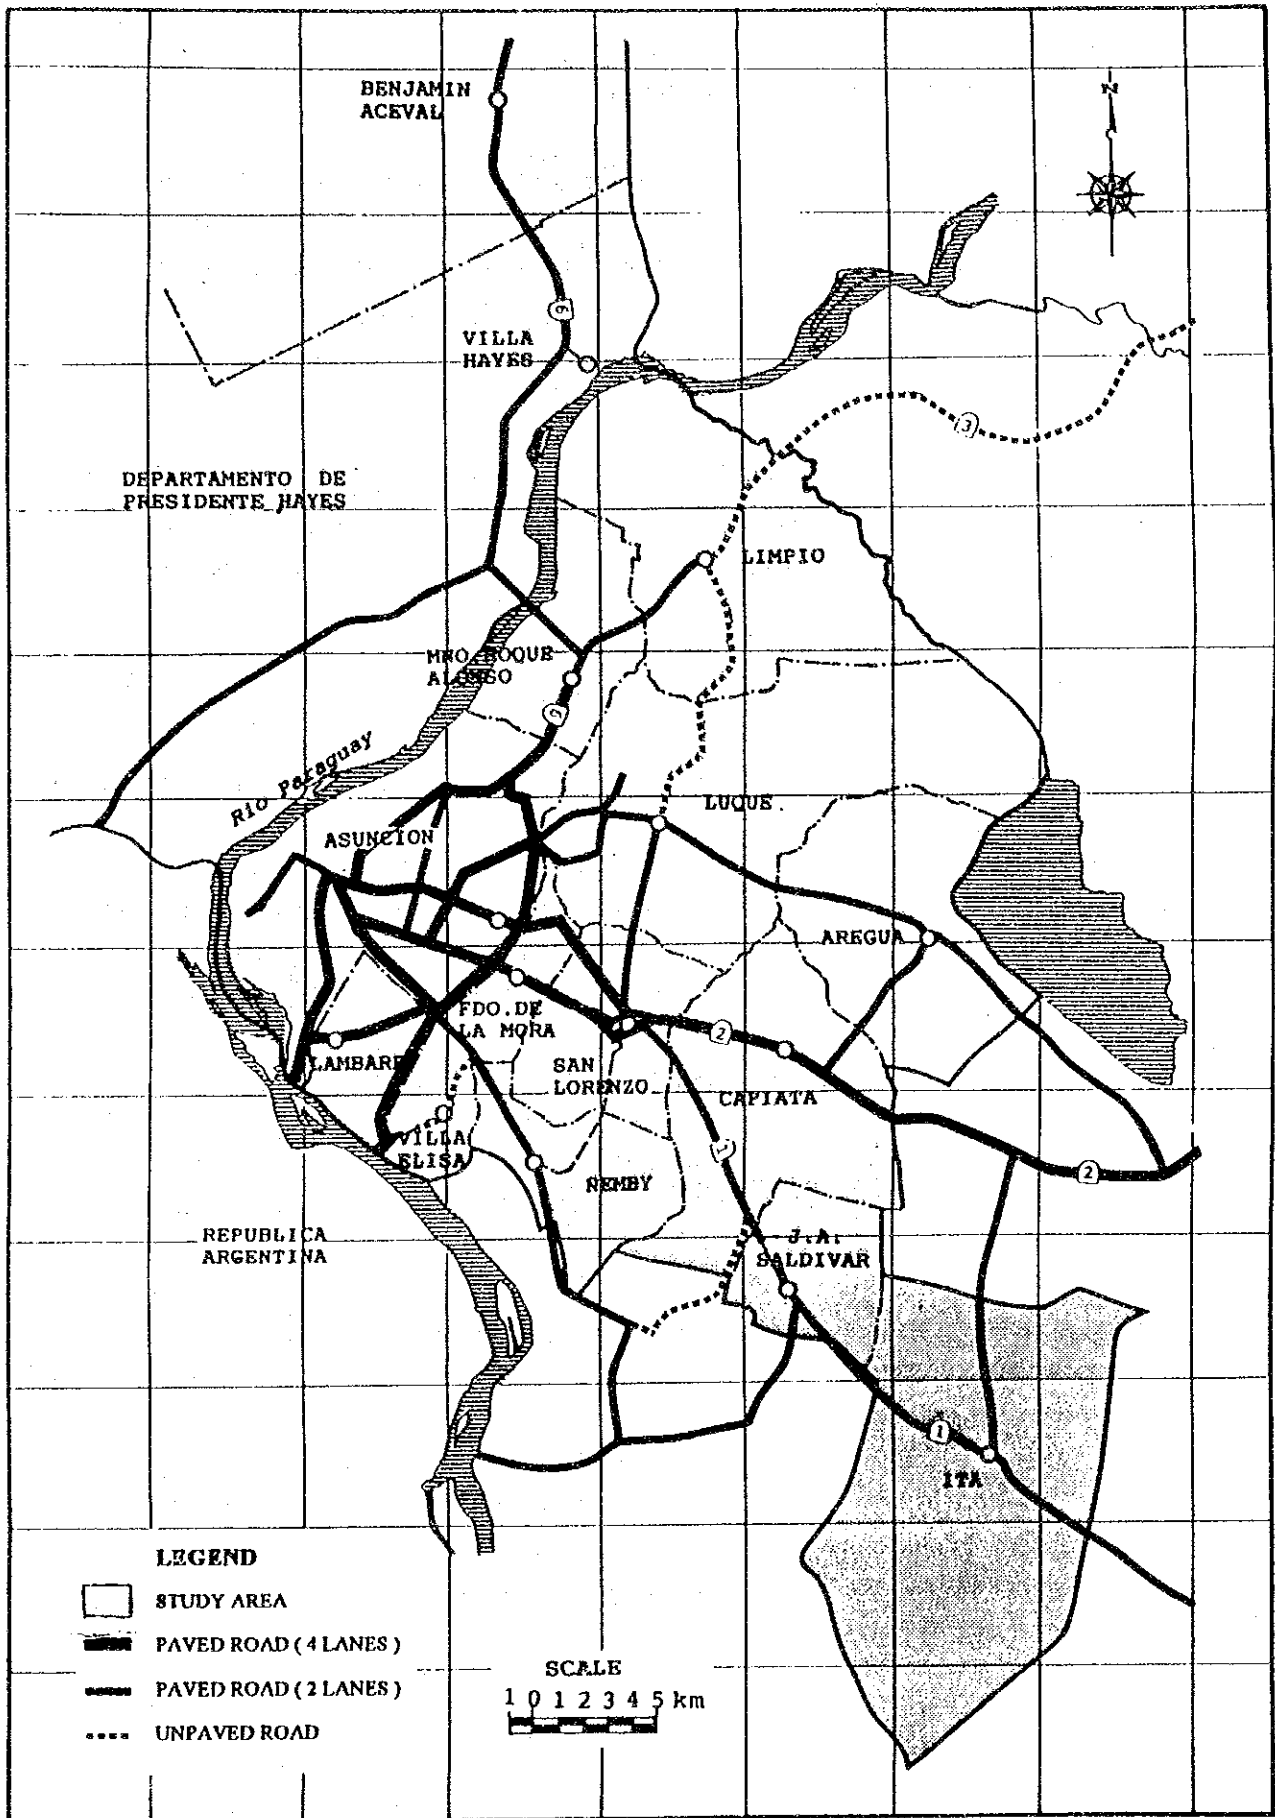 BENJAMIN
ACEVAL
N
9
VILLA
HAYES
3
DEPARTAMENTO DE
PRESIDENTE HAYES
LIMPIO
MNO.ROQUE
ALONSO
9
Rio Paraguay
LUQUE
ASUNCION
AREGUA
FDO.DE
LA MORA
2
LAMBARE
SAN
LORENZO
CAPIATA
VILLA
ELISA
1
2
NEMBY
REPUBLICA
ARGENTINA
J.A.
SALDIVAR
1
ITA
LEGEND
STUDY AREA
PAVED ROAD ( 4 LANES )
PAVED ROAD ( 2 LANES )
UNPAVED ROAD
SCALE
1 0 1 2 3 4 5 km